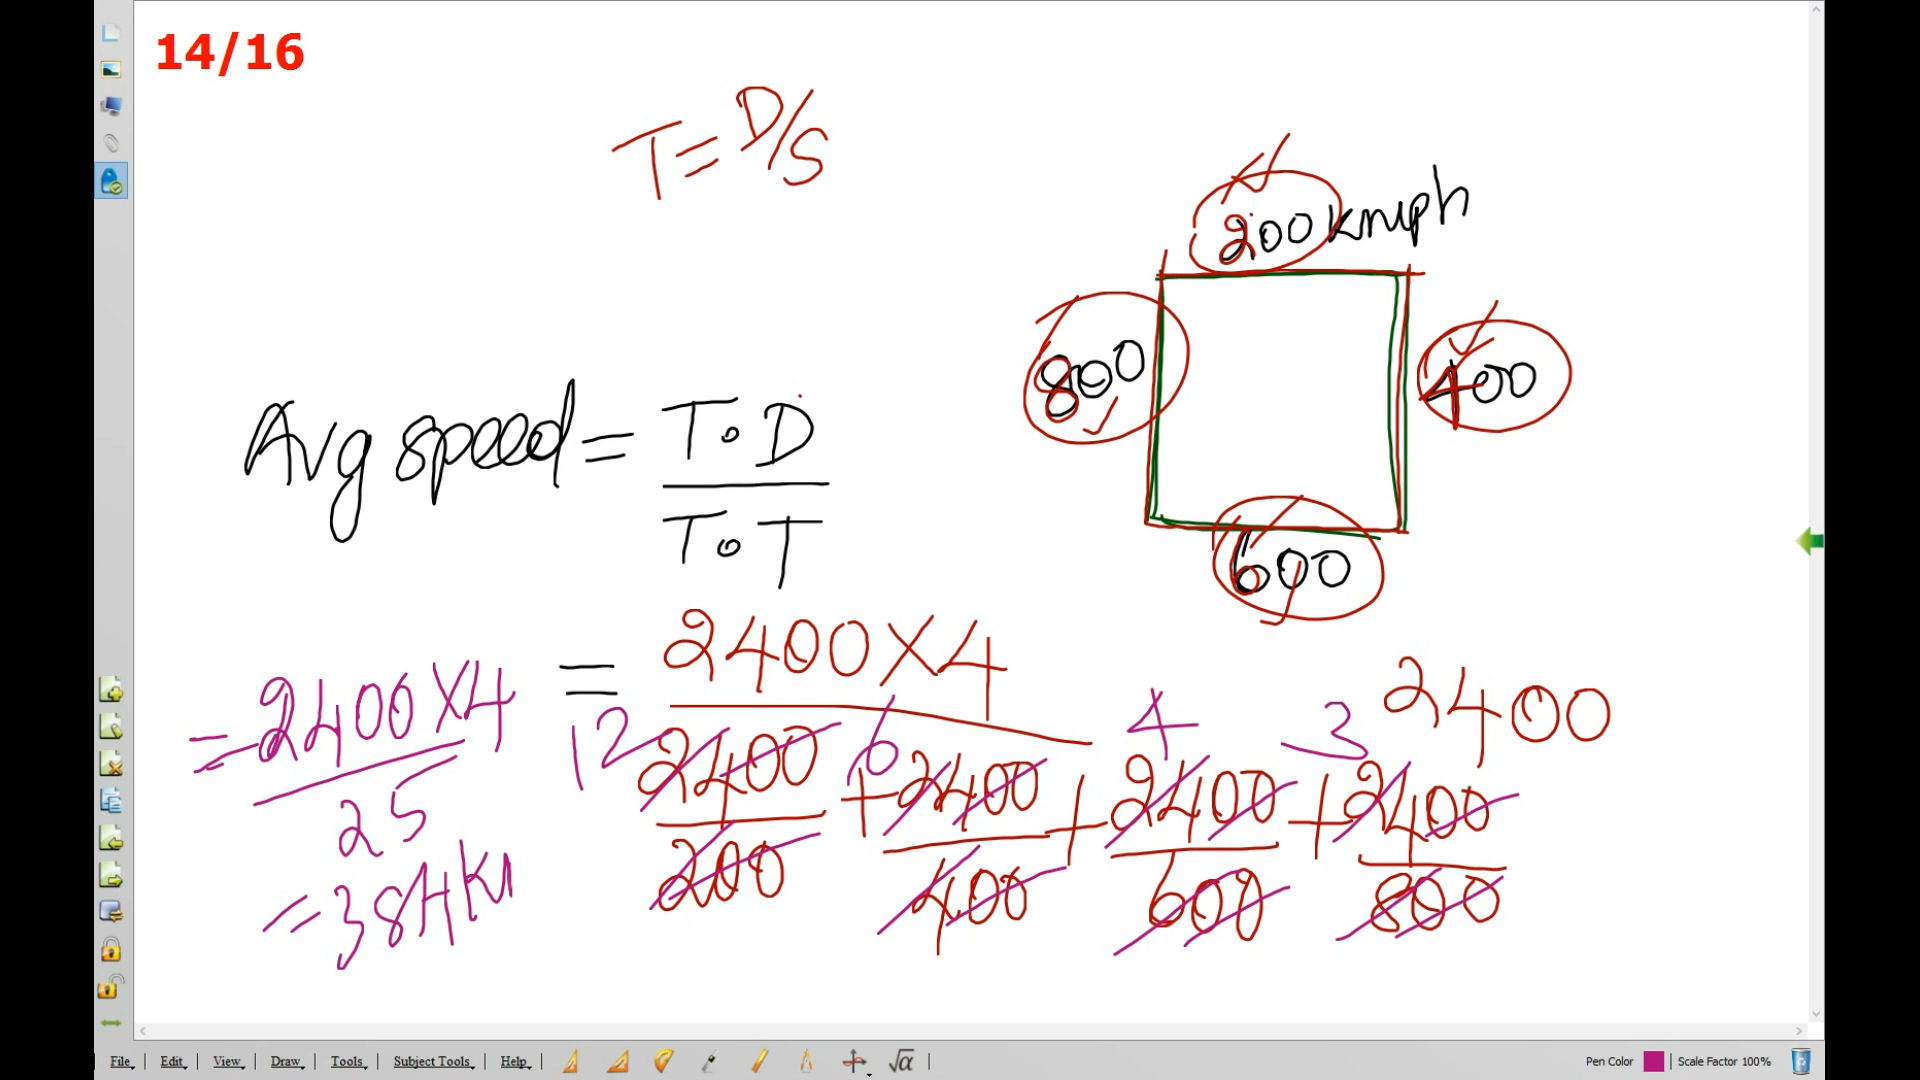 14/16
T = D/S
200 kmph
800
400
600
Avg speed = T.D
T.T
= 2400 X 4
2400/200 + 2400/400 + 2400/600 + 2400/800
12 6 4 3
2400
= 2400 X 4
25
= 384 K
File Edit View Draw Tools Subject Tools Help √α Pen Color Scale Factor 100%